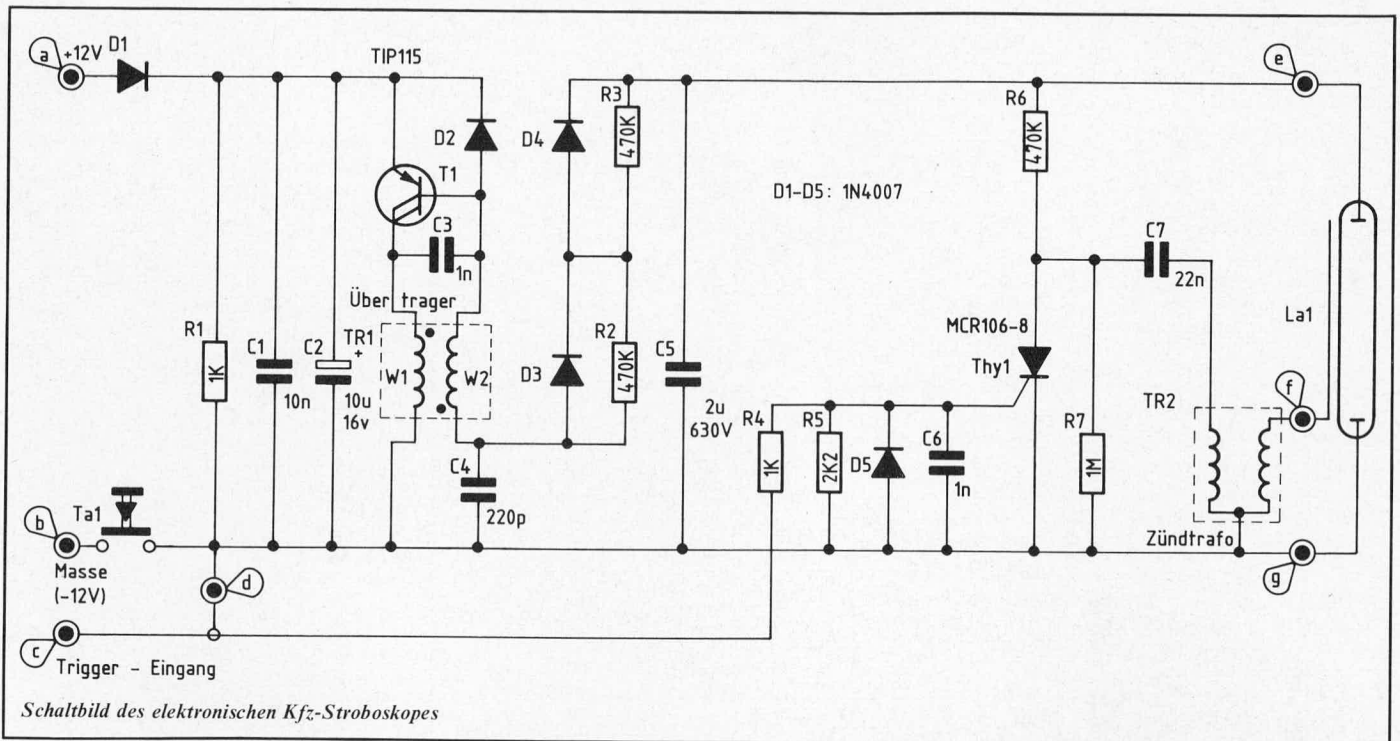 a
+12V
D1
TIP115
D2
T1
C3
1n
Über trager
TR1
W1
W2
R1
1K
C1
10n
C2
+
10u
16v
C4
220p
D4
D3
R3
470K
R2
470K
C5
2u
630V
D1-D5: 1N4007
R6
470K
MCR106-8
Thy1
R4
1K
R5
2K2
D5
C6
1n
R7
1M
C7
22n
TR2
Zündtrafo
La1
e
f
g
b
Ta1
Masse
(-12V)
d
c
Trigger - Eingang
Schaltbild des elektronischen Kfz-Stroboskopes